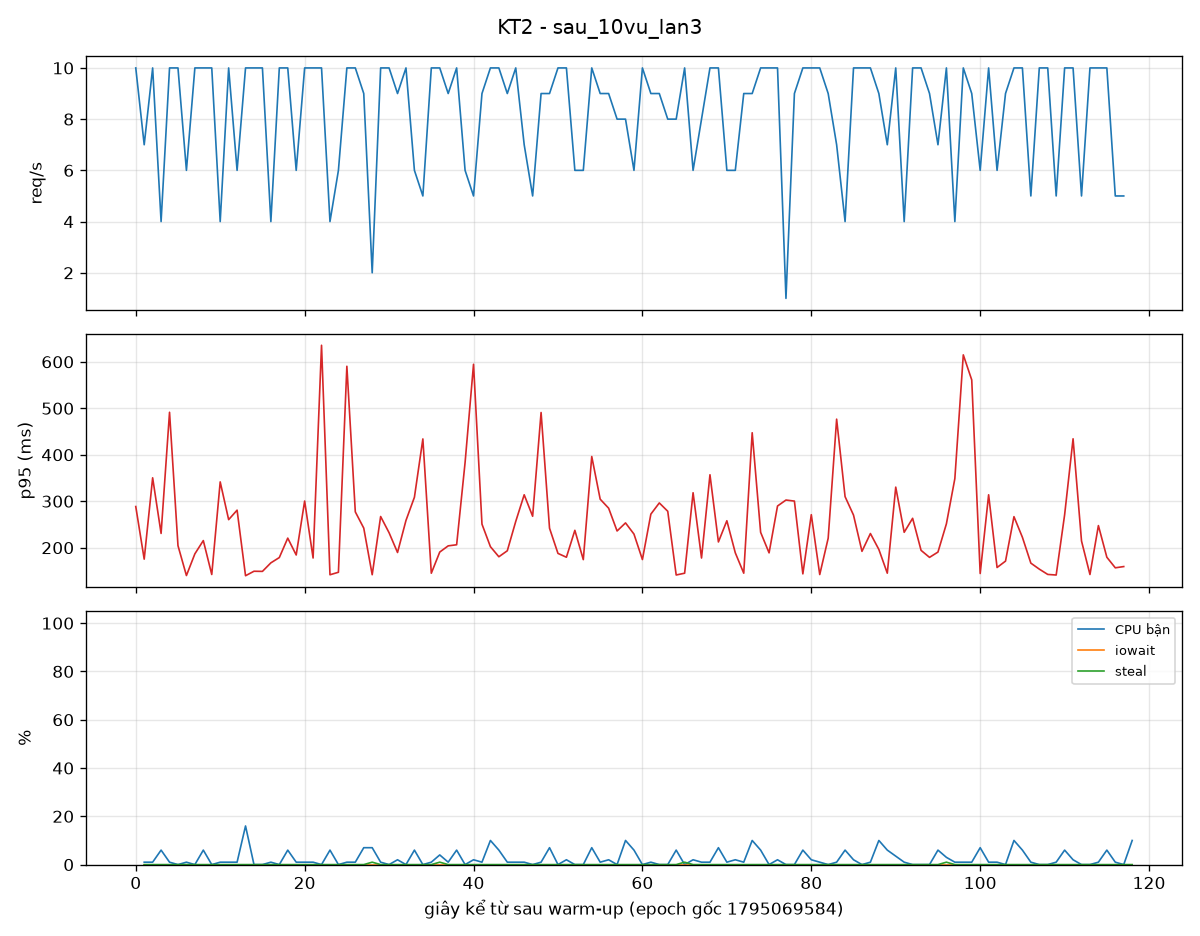 KT2 - sau_10vu_lan3
10
8
6
4
2
req/s
600
500
400
300
200
p95 (ms)
100
80
60
40
20
0
%
CPU bận
iowait
steal
0 20 40 60 80 100 120
giây kể từ sau warm-up (epoch gốc 1795069584)